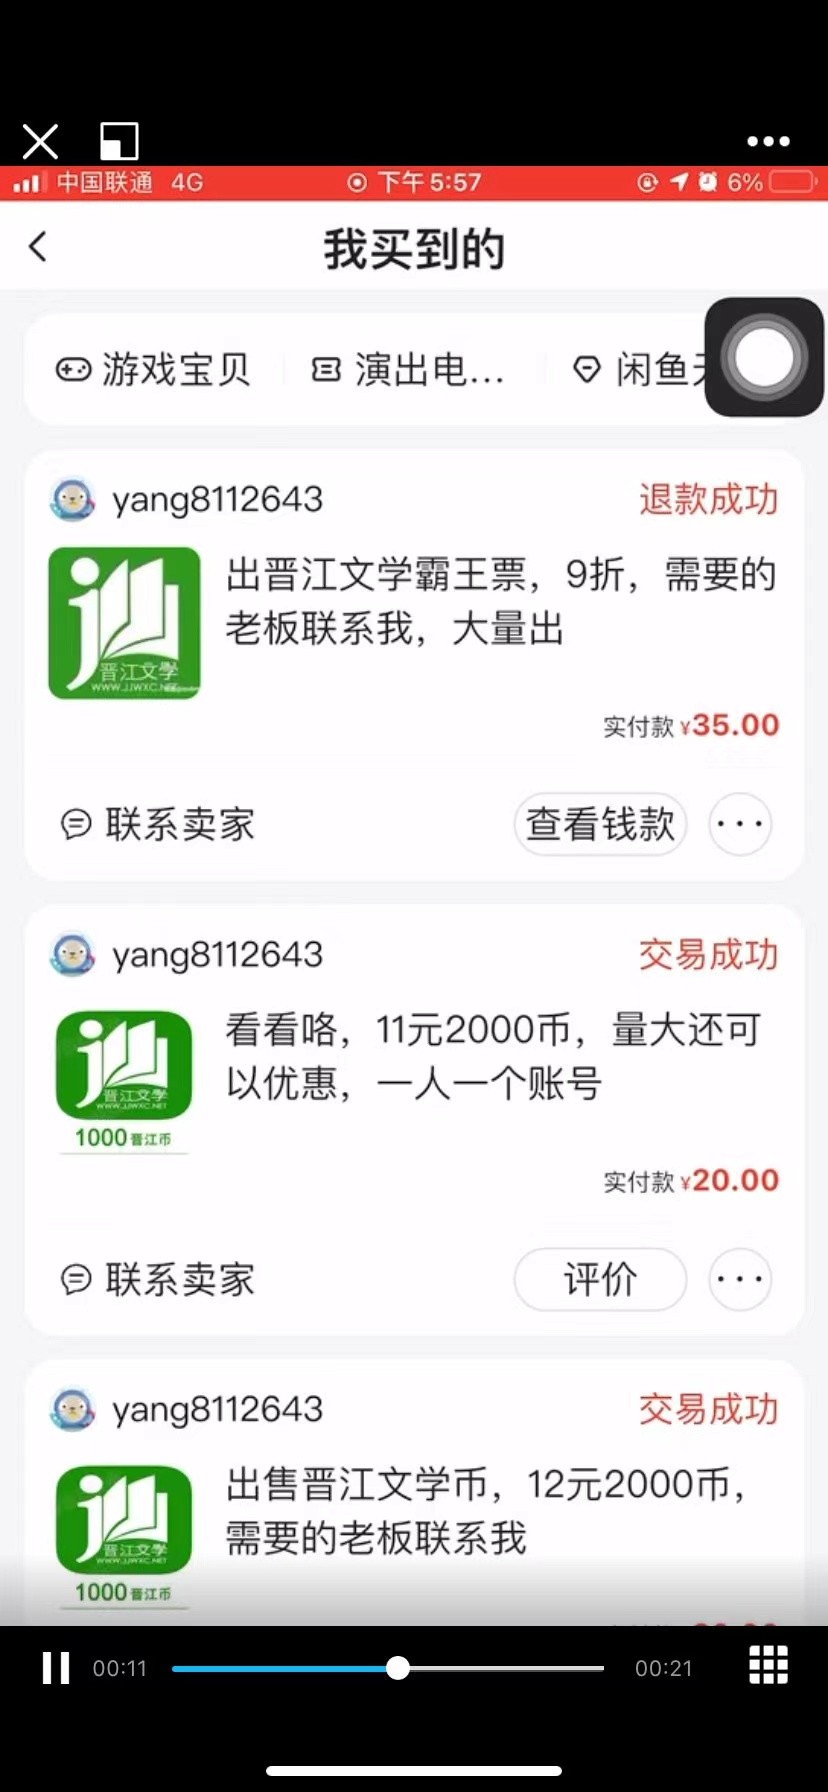 中国联通 4G 下午5:57 6%
我买到的
游戏宝贝 演出电... 闲鱼
yang8112643 退款成功
出晋江文学霸王票，9折，需要的
老板联系我，大量出
晋江文学
WWW.JJWXC.NET
实付款 ¥35.00
联系卖家 查看钱款
yang8112643 交易成功
看看咯，11元2000币，量大还可
以优惠，一人一个账号
晋江文学
WWW.JJWXC.NET
1000晋江币
实付款 ¥20.00
联系卖家 评价
yang8112643 交易成功
出售晋江文学币，12元2000币，
需要的老板联系我
晋江文学
WWW.JJWXC.NET
1000晋江币
00:11 00:21